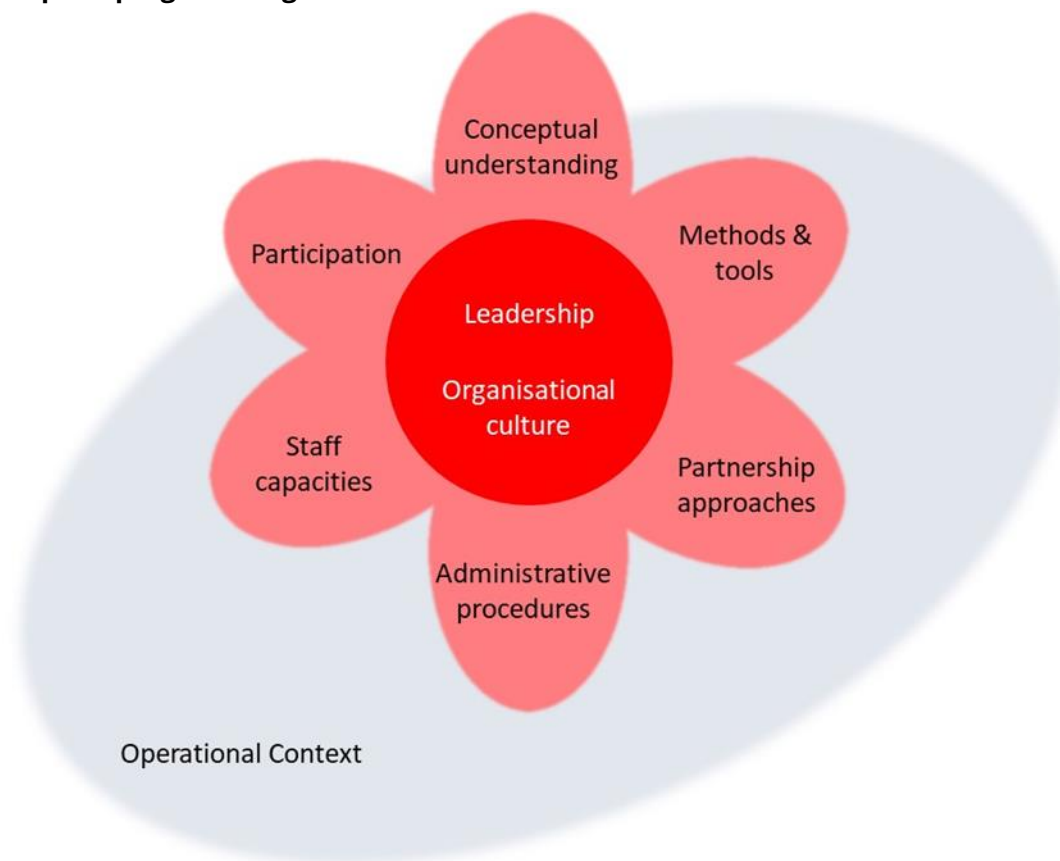 Conceptual
understanding
Methods &
tools
Participation
Leadership
Organisational
culture
Staff
capacities
Partnership
approaches
Administrative
procedures
Operational Context